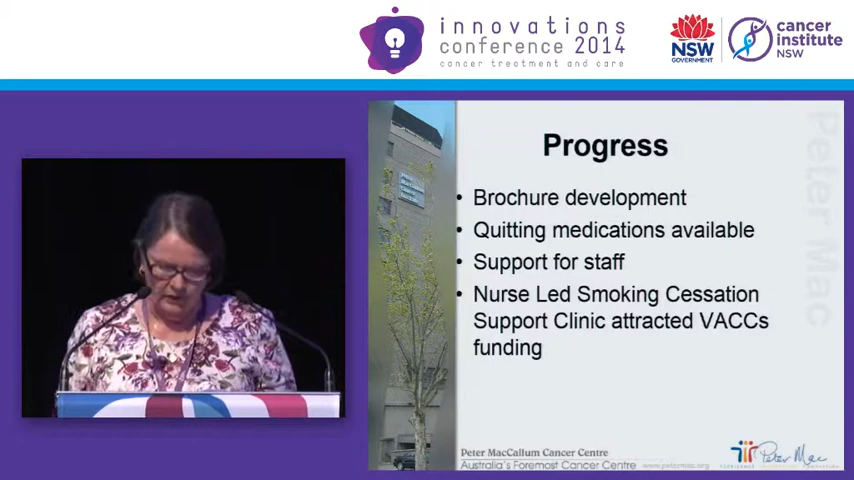 innovations
conference 2014
cancer treatment and care
NSW
GOVERNMENT
cancer
institute
NSW
Progress
• Brochure development
• Quitting medications available
• Support for staff
• Nurse Led Smoking Cessation
Support Clinic attracted VACCs
funding
Peter Mac
Peter MacCallum Cancer Centre
Australia's Foremost Cancer Centre www.petermac.org
Peter Mac